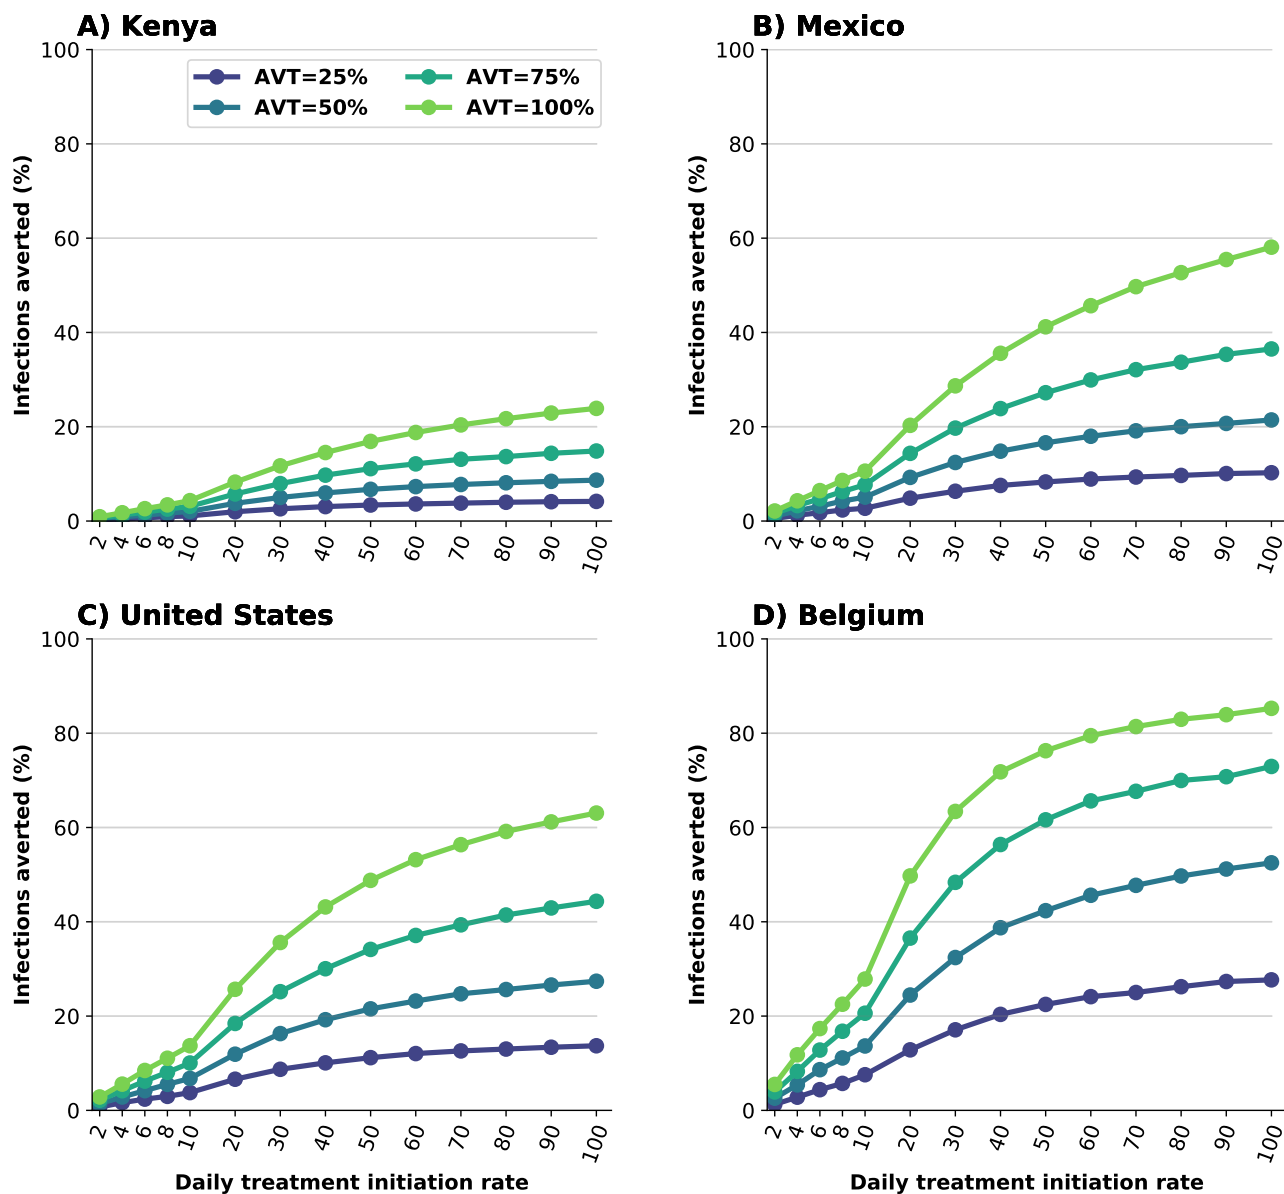 A) Kenya
B) Mexico
Infections averted (%)
100
80
60
40
20
0
AVT=25%
AVT=50%
AVT=75%
AVT=100%
2 4 6 8 10 20 30 40 50 60 70 80 90 100
Infections averted (%)
100
80
60
40
20
0
2 4 6 8 10 20 30 40 50 60 70 80 90 100
C) United States
D) Belgium
Infections averted (%)
100
80
60
40
20
0
2 4 6 8 10 20 30 40 50 60 70 80 90 100
Daily treatment initiation rate
Infections averted (%)
100
80
60
40
20
0
2 4 6 8 10 20 30 40 50 60 70 80 90 100
Daily treatment initiation rate